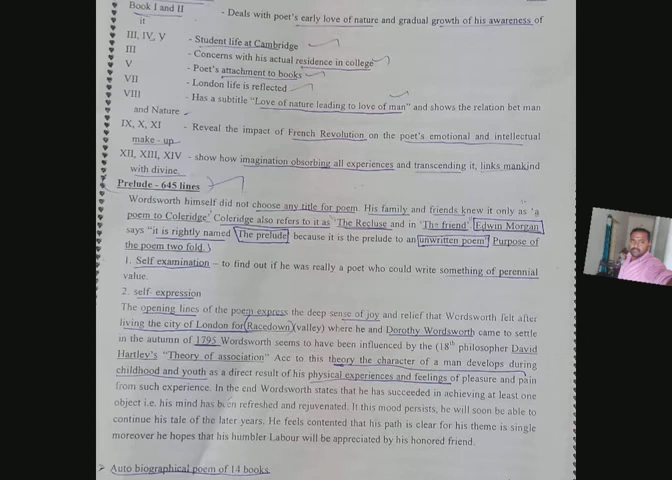 Book I and II - Deals with poet's early love of nature and gradual growth of his awareness of
it
III, IV, V - Student life at Cambridge
III - Concerns with his actual residence in college
V - Poet's attachment to books
VII - London life is reflected
VIII - Has a subtitle "Love of nature leading to love of man" and shows the relation bet man
and Nature
IX, X, XI - Reveal the impact of French Revolution on the poet's emotional and intellectual
make - up
XII, XIII, XIV - show how imagination obsorbing all experiences and transcending it, links mankind
with divine.
Prelude - 645 lines
Wordsworth himself did not choose any title for poem. His family and friends knew it only as 'a
poem to Coleridge' Coleridge also refers to it as 'The Recluse and in 'The friend' Edwin Morgan
says "it is rightly named The prelude because it is the prelude to an unwritten poem" Purpose of
the poem two fold.
1. Self examination – to find out if he was really a poet who could write something of perennial
value.
2. self- expression
The opening lines of the poem express the deep sense of joy and relief that Wordsworth felt after
living the city of London for Racedown (valley) where he and Dorothy Wordsworth came to settle
in the autumn of 1795 Wordsworth seems to have been influenced by the (18th philosopher David
Hartley's "Theory of association" Acc to this theory the character of a man develops during
childhood and youth as a direct result of his physical experiences and feelings of pleasure and pain
from such experience. In the end Wordsworth states that he has succeeded in achieving at least one
object i.e. his mind has been refreshed and rejuvenated. It this mood persists, he will soon be able to
continue his tale of the later years. He feels contented that his path is clear for his theme is single
moreover he hopes that his humbler Labour will be appreciated by his honored friend.
➢ Auto biographical poem of 14 books